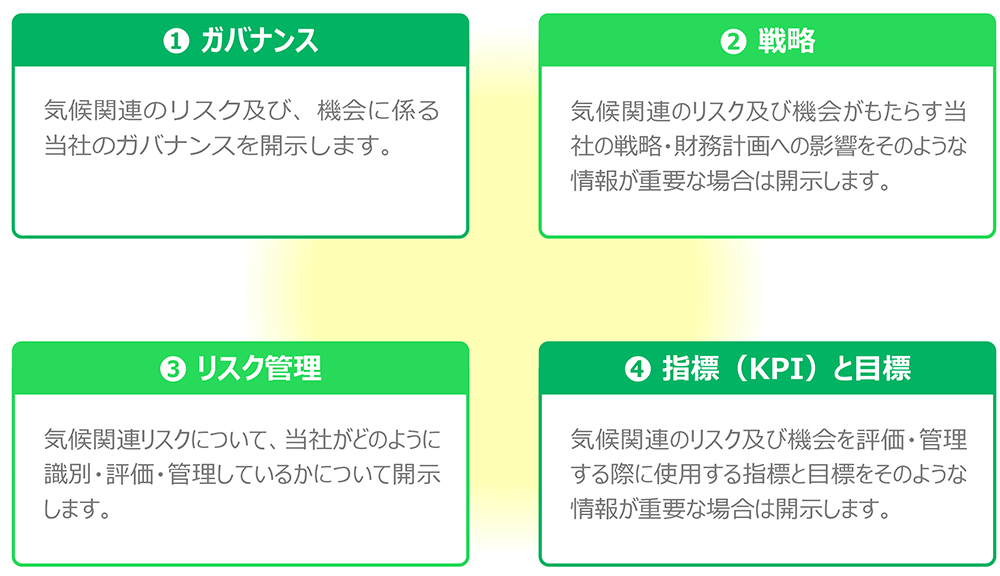 ❶ ガバナンス
気候関連のリスク及び、機会に係る
当社のガバナンスを開示します。
❷ 戦略
気候関連のリスク及び機会がもたらす当
社の戦略・財務計画への影響をそのような
情報が重要な場合は開示します。
❸ リスク管理
気候関連リスクについて、当社がどのように
識別・評価・管理しているかについて開示
します。
❹ 指標（KPI）と目標
気候関連のリスク及び機会を評価・管理
する際に使用する指標と目標をそのような
情報が重要な場合は開示します。